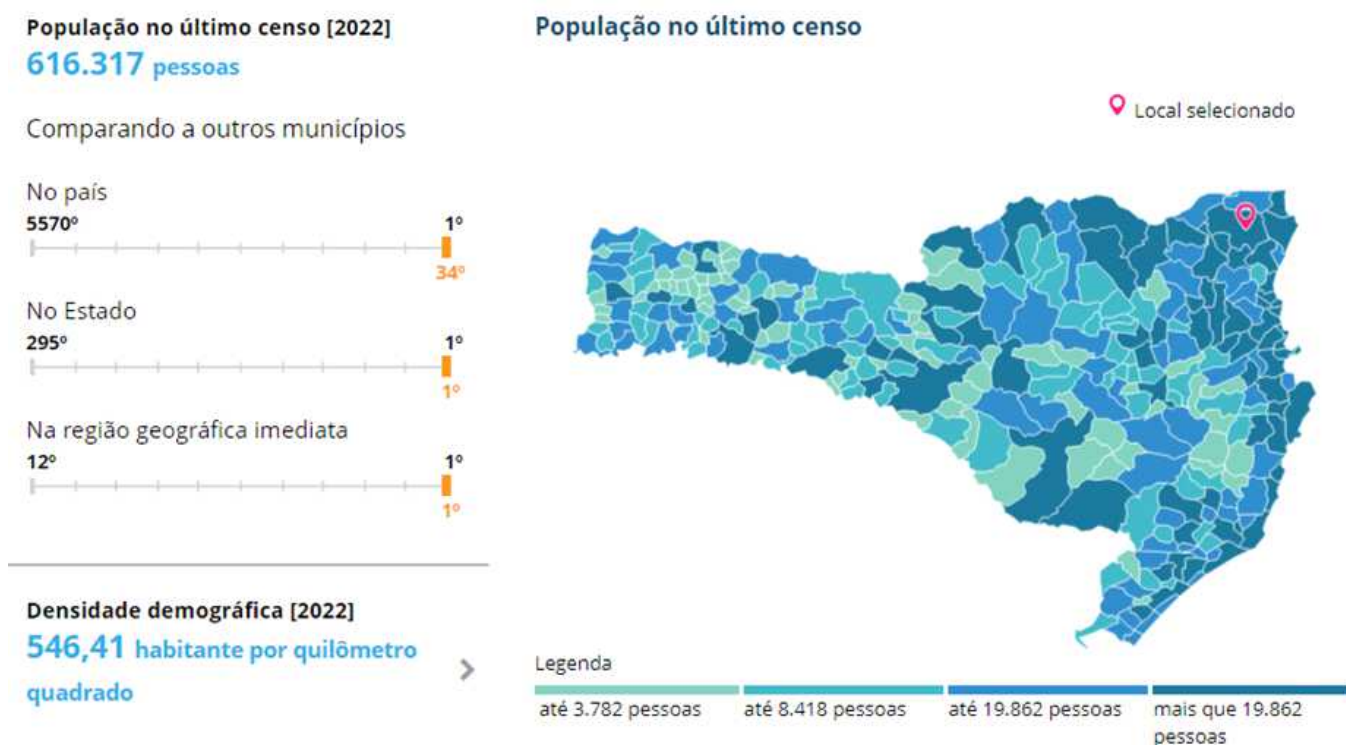 População no último censo [2022]
616.317 pessoas
Comparando a outros municípios
No país
5570º 1º
34º
No Estado
295º 1º
1º
Na região geográfica imediata
12º 1º
1º
Densidade demográfica [2022]
546,41 habitante por quilômetro
quadrado
População no último censo
Local selecionado
Legenda
até 3.782 pessoas
até 8.418 pessoas
até 19.862 pessoas
mais que 19.862
pessoas